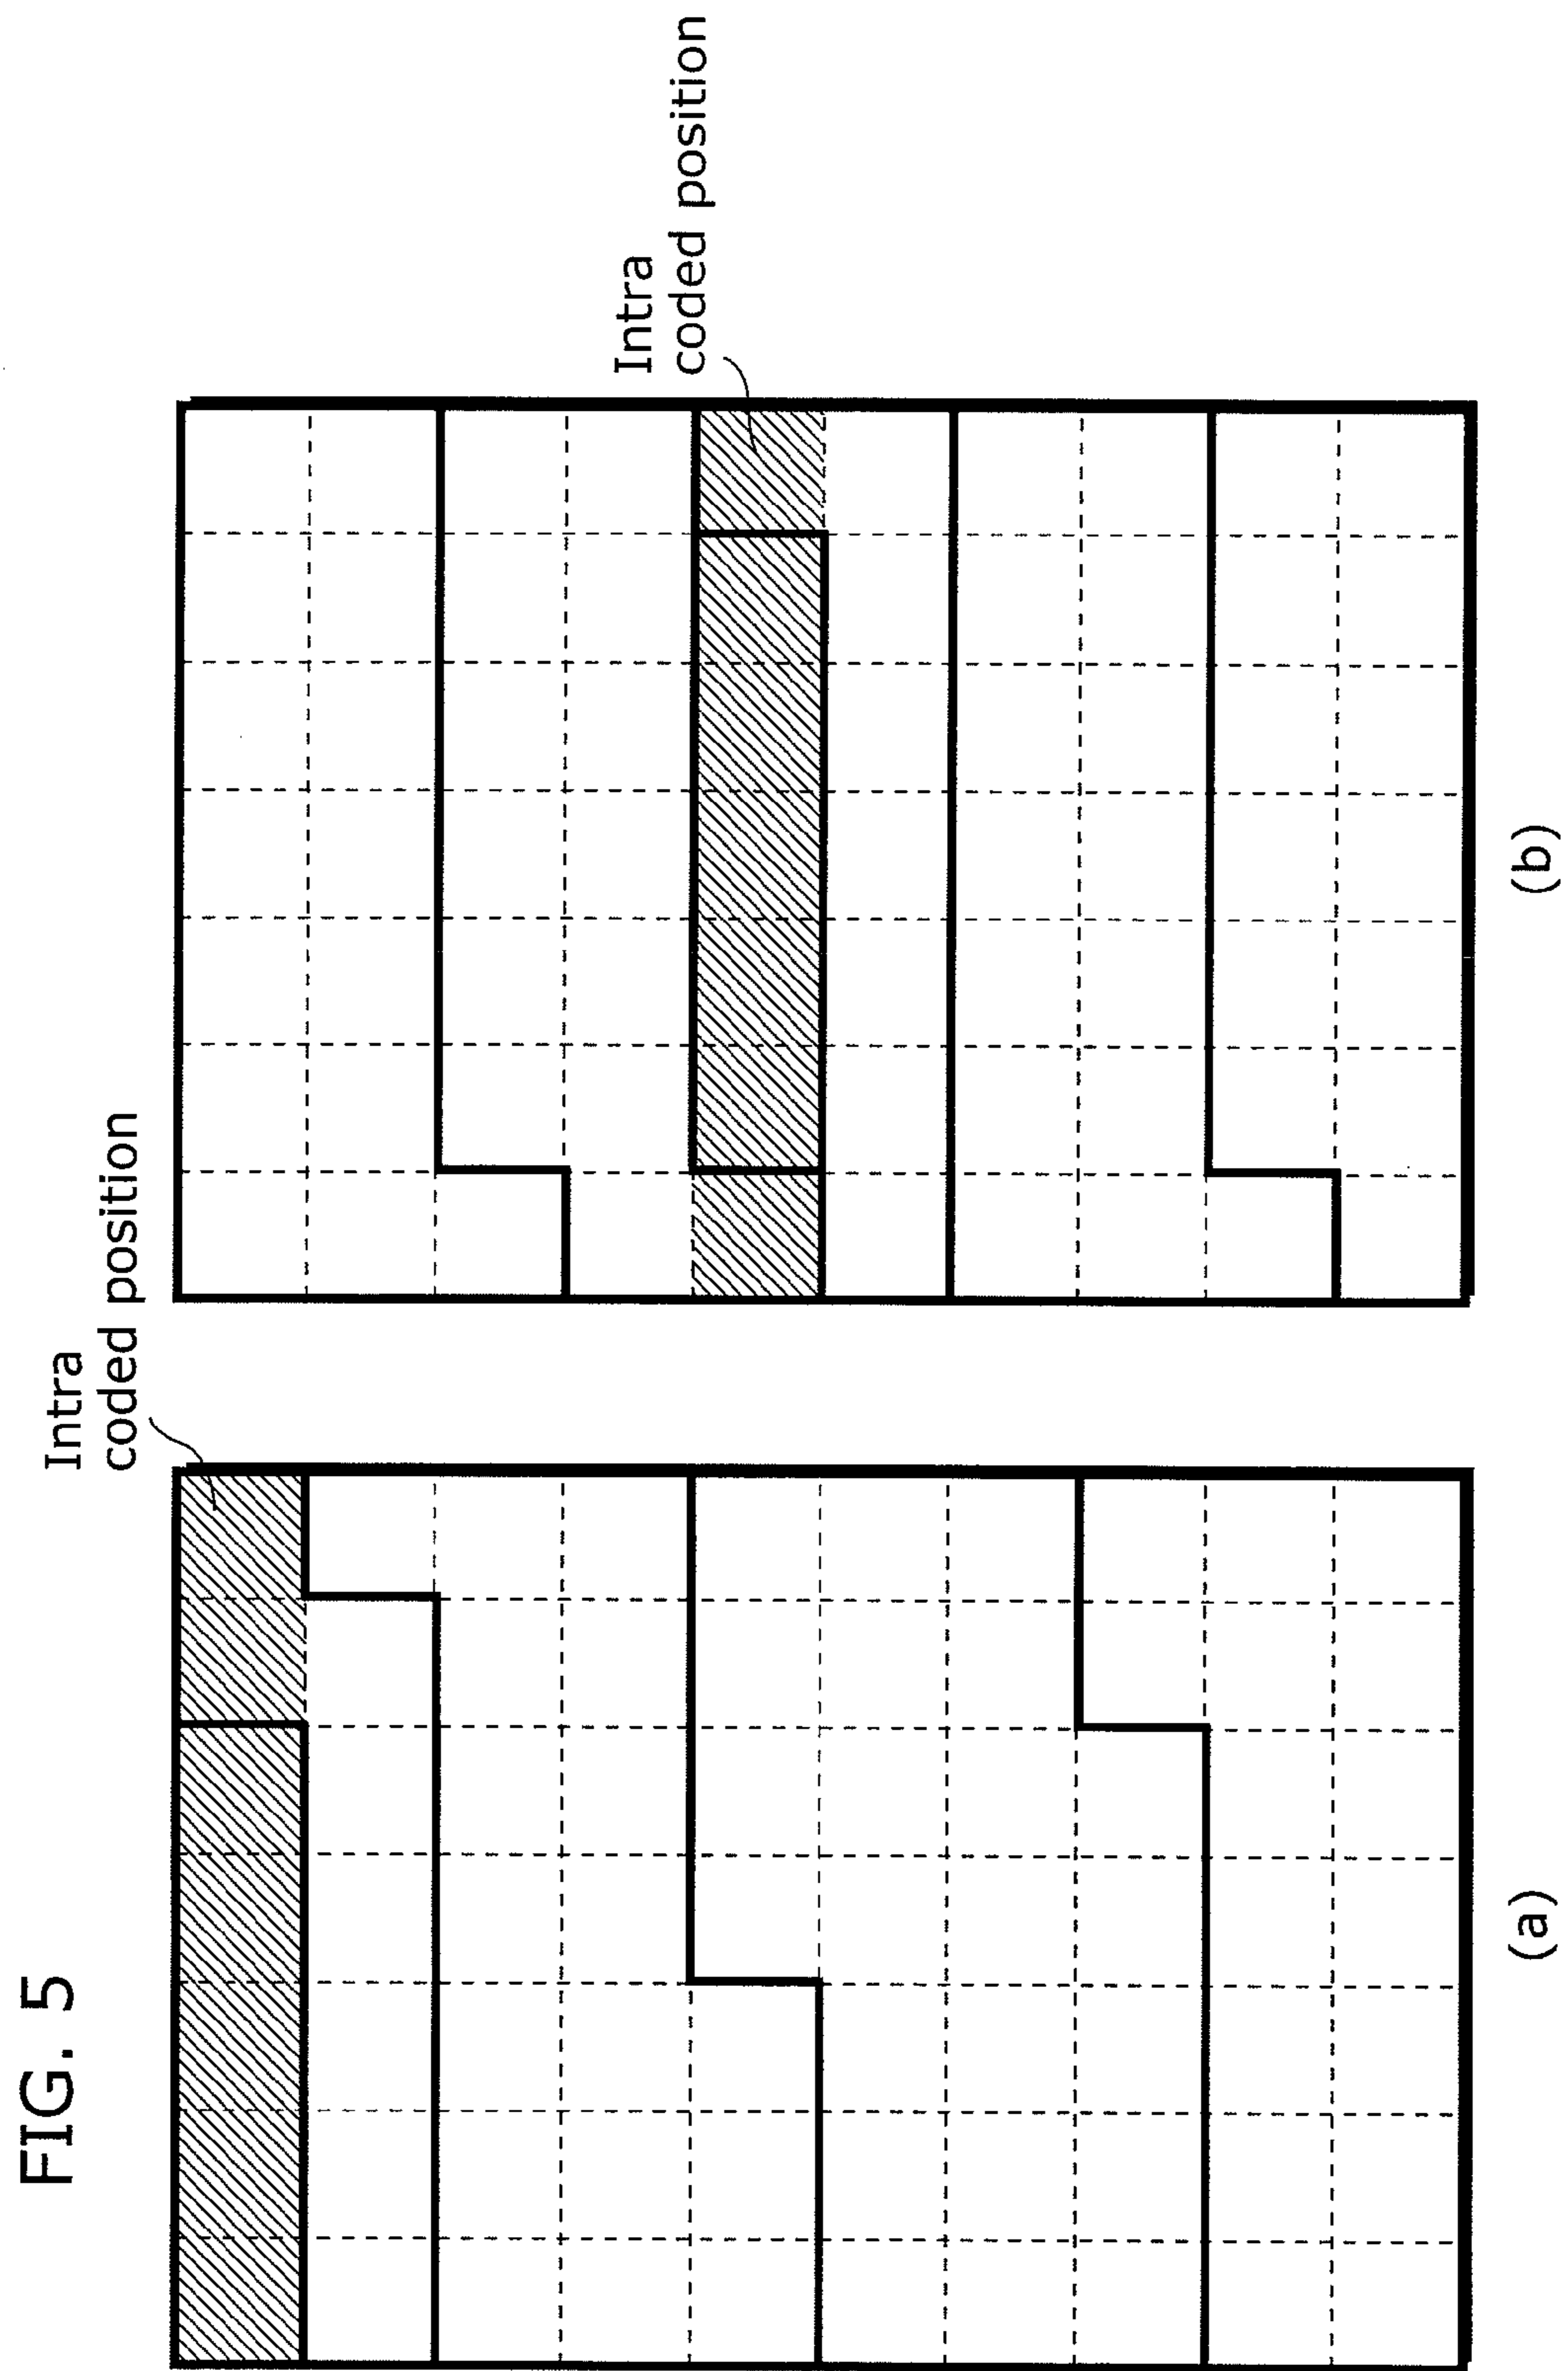 FIG. 5
Intra
coded position
(a)
Intra
coded position
(b)